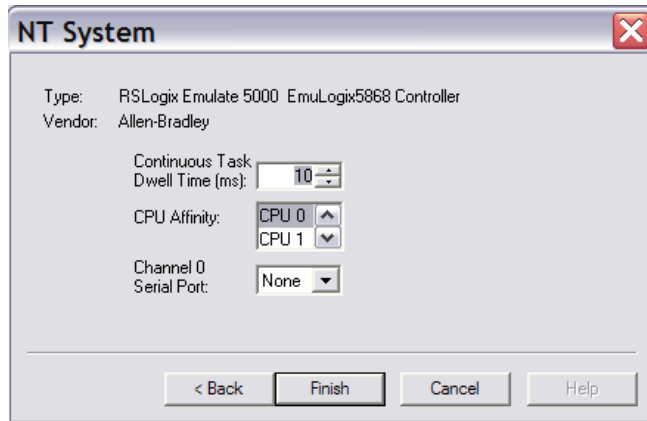 NT System
Type: RSLogix Emulate 5000 EmuLogix5868 Controller
Vendor: Allen-Bradley
Continuous Task
Dwell Time (ms): 10
CPU Affinity: CPU 0
CPU 1
Channel 0
Serial Port: None
< Back Finish Cancel Help